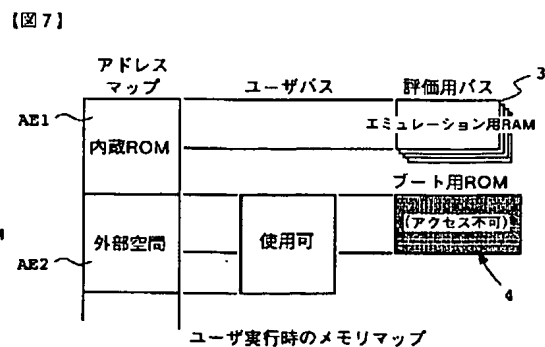 【図7】
アドレス
マップ
ユーザバス
評価用バス
3
AE1
内蔵ROM
エミュレーション用RAM
ブート用ROM
外部空間
使用可
(アクセス不可)
AE2
4
ユーザ実行時のメモリマップ